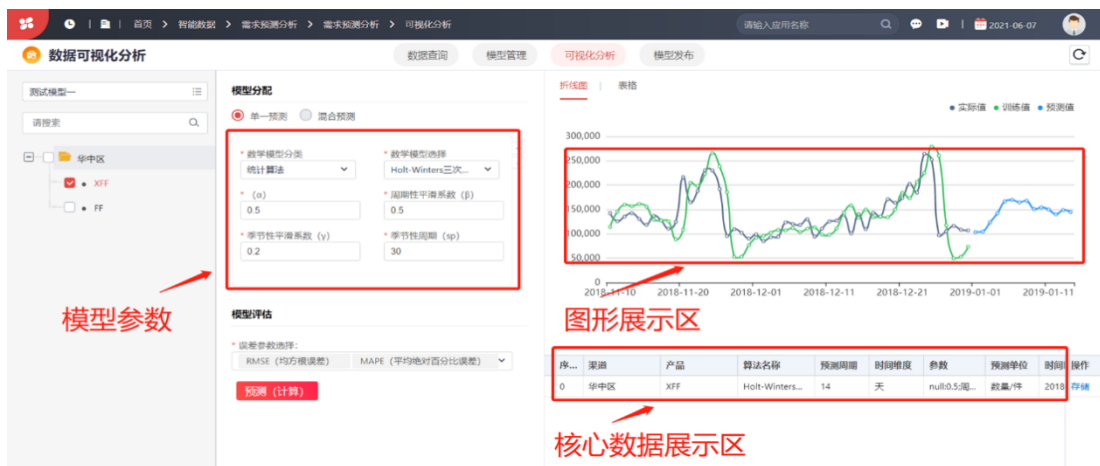 首页 > 智能数据 > 需求预测分析 > 需求预测分析 > 可视化分析 请输入应用名称 2021-06-07
数据可视化分析 数据查询 模型管理 可视化分析 模型发布
测试模型一
请搜索
华中区
XFF
FF
模型分配
单一预测 混合预测
* 数学模型分类 * 数学模型选择
统计算法 Holt-Winters三次...
* (α) * 周期性平滑系数 (β)
0.5 0.5
* 季节性平滑系数 (γ) * 季节性周期 (sp)
0.2 30
模型参数
模型评估
* 误差参数选择:
RMSE (均方根误差) MAPE (平均绝对百分比误差)
预测 (计算)
折线图 | 表格
实际值 训练值 预测值
300,000
250,000
200,000
150,000
100,000
50,000
0
2018-11-10 2018-11-20 2018-12-01 2018-12-11 2018-12-21 2019-01-01 2019-01-11
图形展示区
序... 渠道 产品 算法名称 预测周期 时间维度 参数 预测单位 时间 操作
0 华中区 XFF Holt-Winters... 14 天 null:0.5;周... 数量/件 2018 存储
核心数据展示区